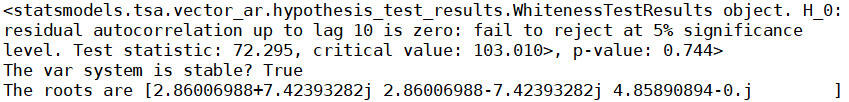 <statsmodels.tsa.vector_ar.hypothesis_test_results.WhitenessTestResults object. H_0:
residual autocorrelation up to lag 10 is zero: fail to reject at 5% significance
level. Test statistic: 72.295, critical value: 103.010>, p-value: 0.744>
The var system is stable? True
The roots are [2.86006988+7.42393282j 2.86006988-7.42393282j 4.85890894-0.j        ]